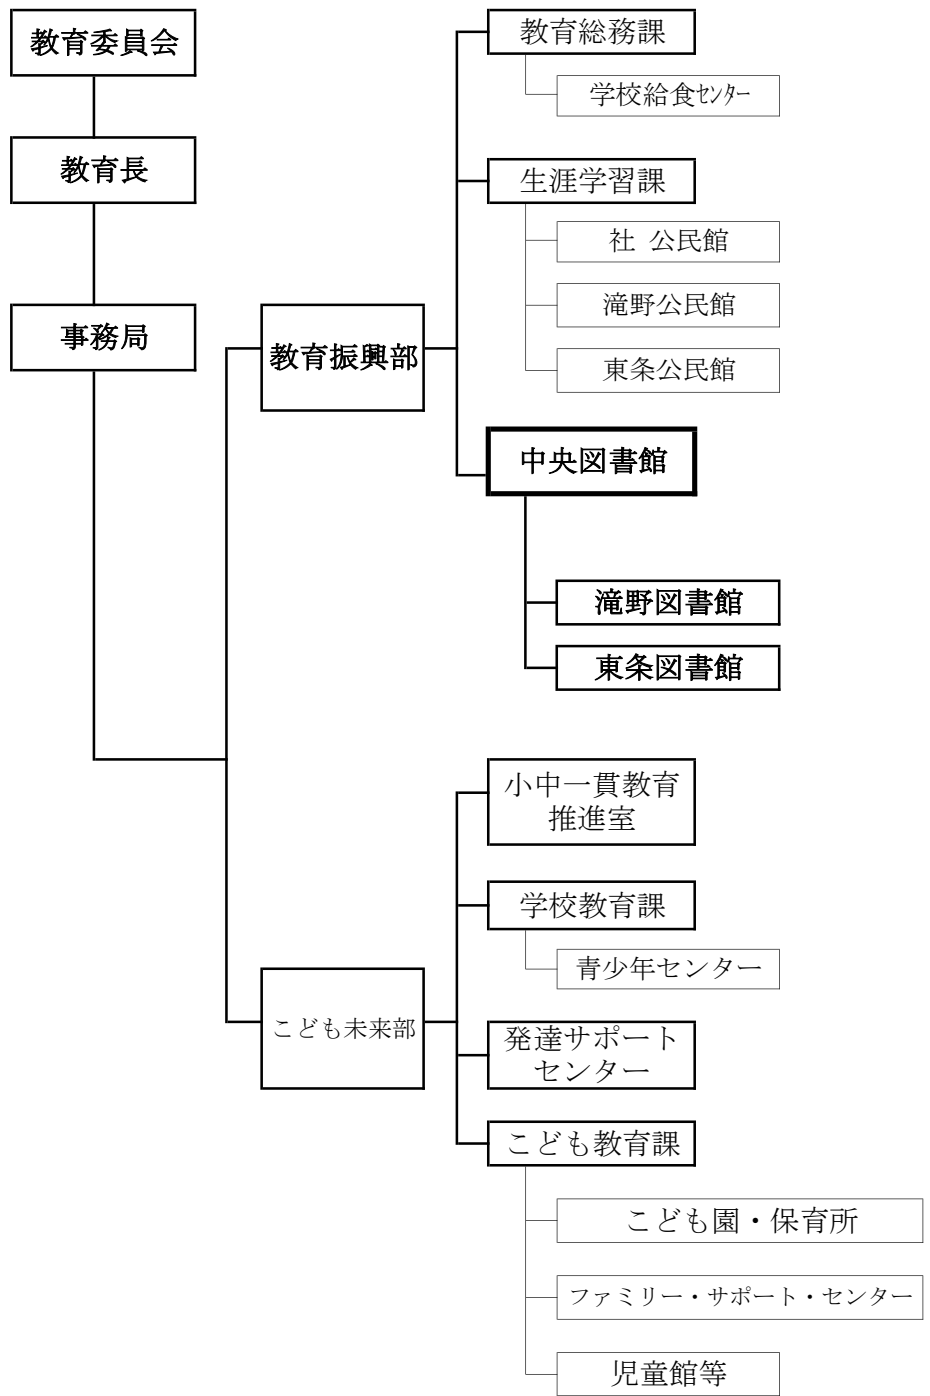 教育委員会
教育長
事務局
教育振興部
教育総務課
学校給食ｾﾝﾀｰ
生涯学習課
社 公民館
滝野公民館
東条公民館
中央図書館
滝野図書館
東条図書館
こども未来部
小中一貫教育
推進室
学校教育課
青少年センター
発達サポート
センター
こども教育課
こども園・保育所
ファミリー・サポート・センター
児童館等